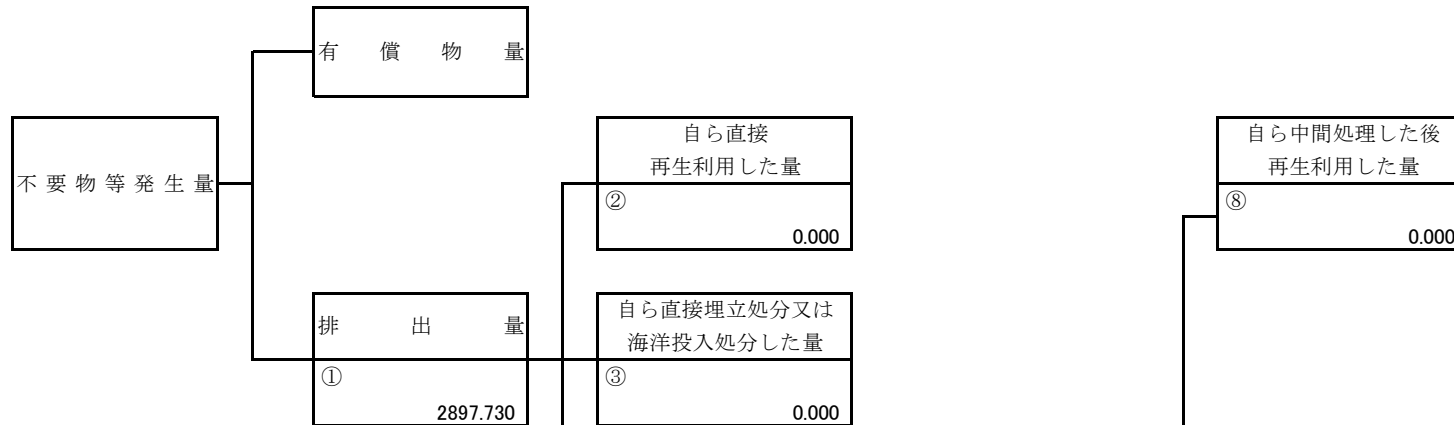 有償物量
不要物等発生量
自ら直接
再生利用した量
②
0.000
自ら中間処理した後
再生利用した量
⑧
0.000
排出量
①
2897.730
自ら直接埋立処分又は
海洋投入処分した量
③
0.000